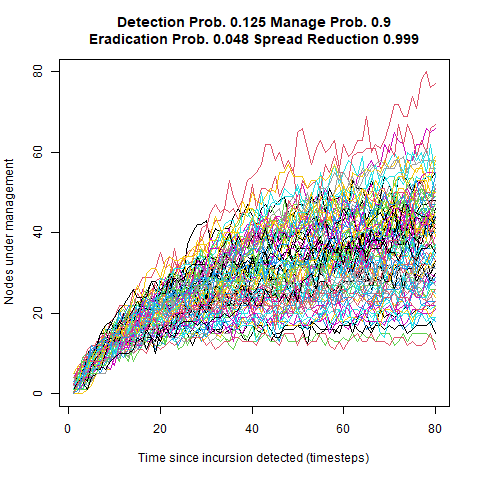 Detection Prob. 0.125 Manage Prob. 0.9
Eradication Prob. 0.048 Spread Reduction 0.999
Nodes under management
80
60
40
20
0
0 20 40 60 80
Time since incursion detected (timesteps)